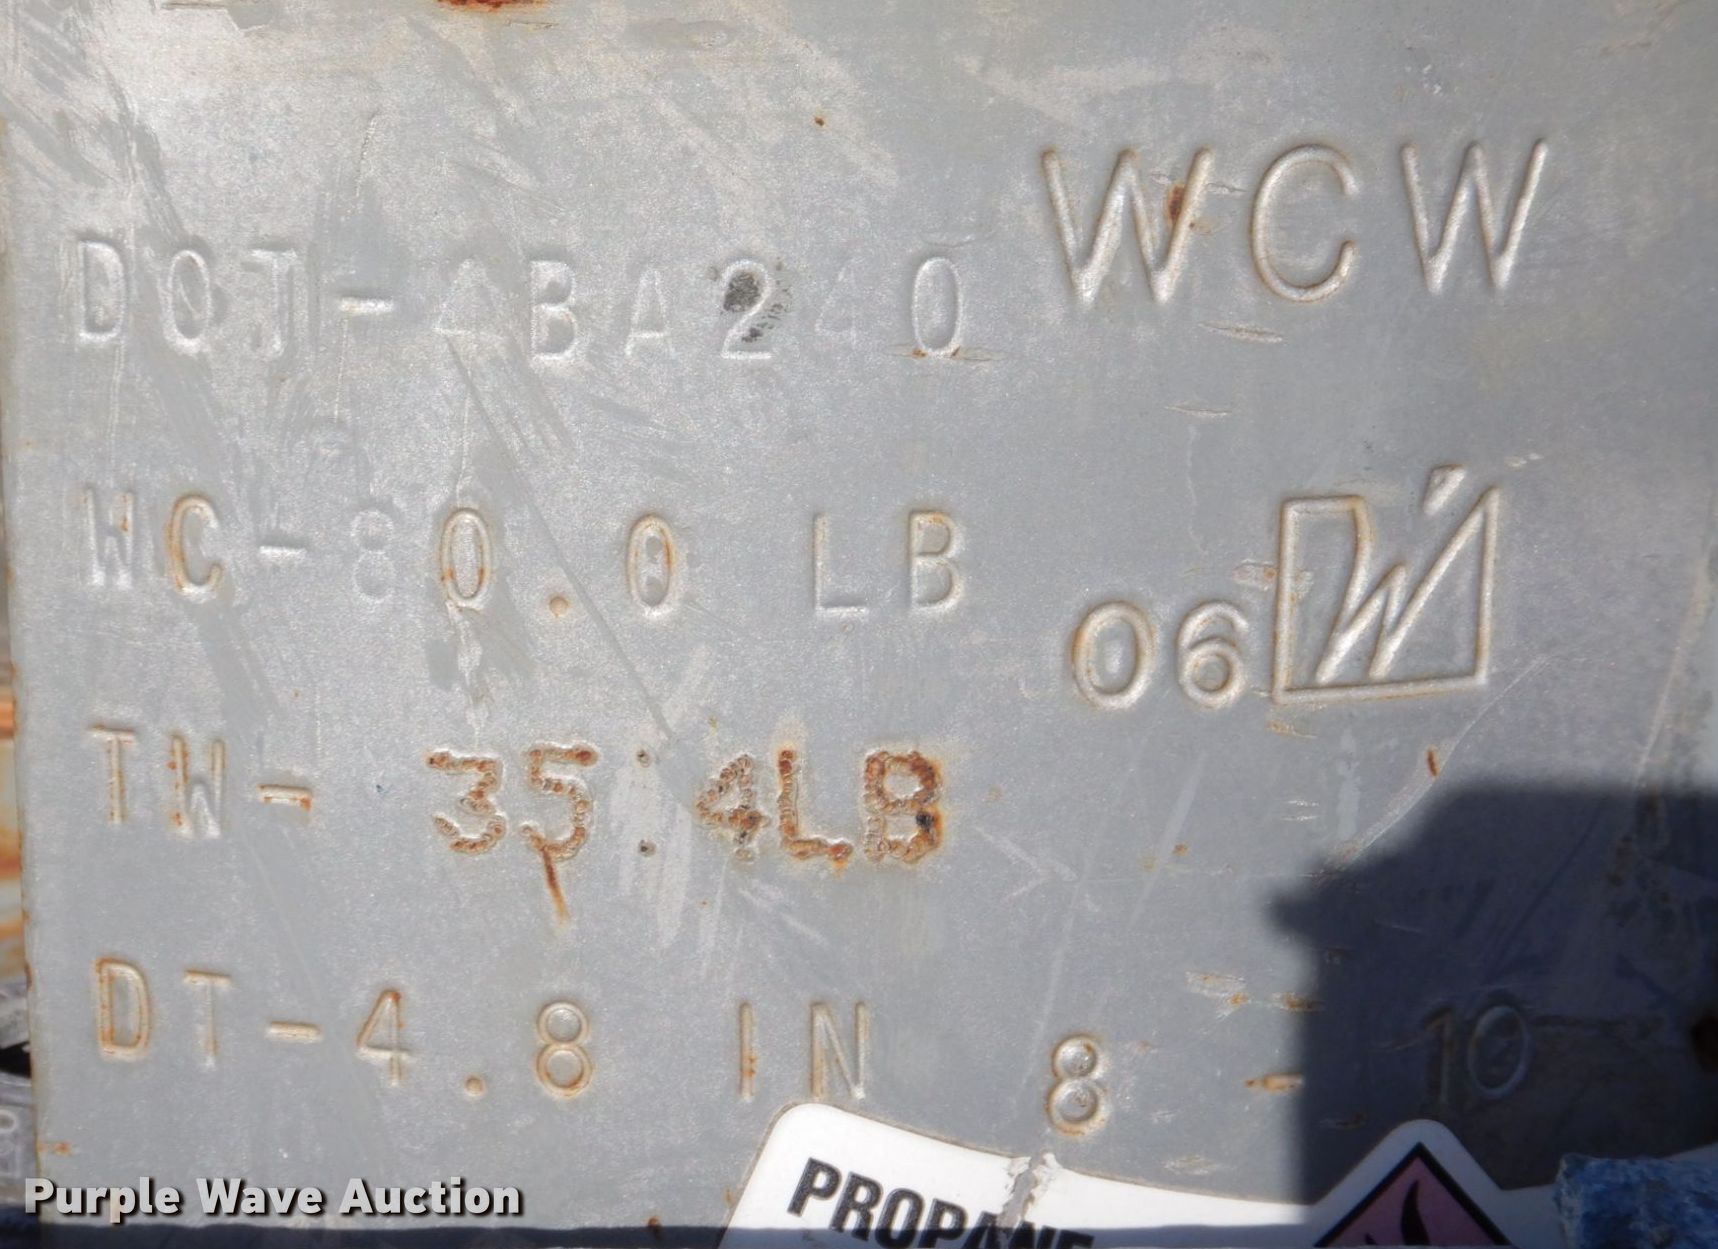 WCW
DOT-4BA240
WC-80.0 LB
06 W
TW-35.4LB
DT-4.8 IN
8 - 10
PROPANE
Purple Wave Auction